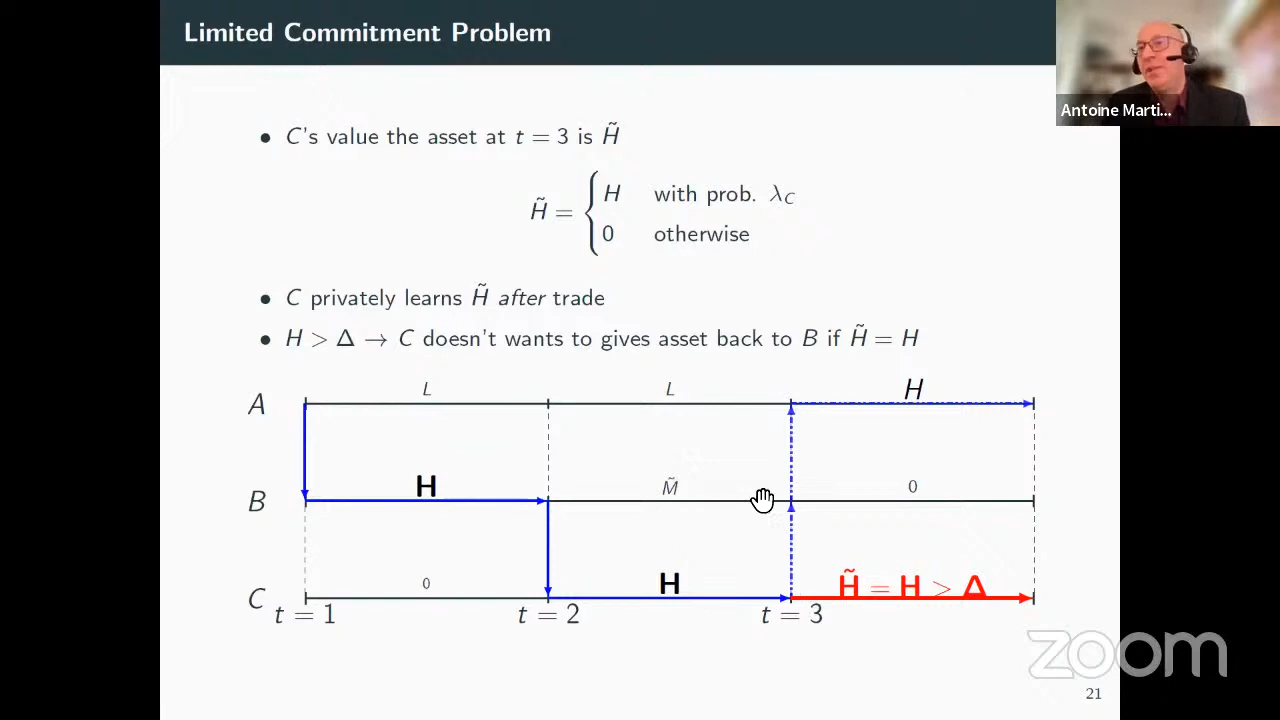 Limited Commitment Problem
Antoine Marti...
• C's value the asset at t = 3 is H̃
H̃ = { H with prob. λ_C
0 otherwise
• C privately learns H̃ after trade
• H > Δ → C doesn't wants to gives asset back to B if H̃ = H
A L L H
B H M̃ 0
C 0 H H̃ = H > Δ
t = 1 t = 2 t = 3
zoom
21